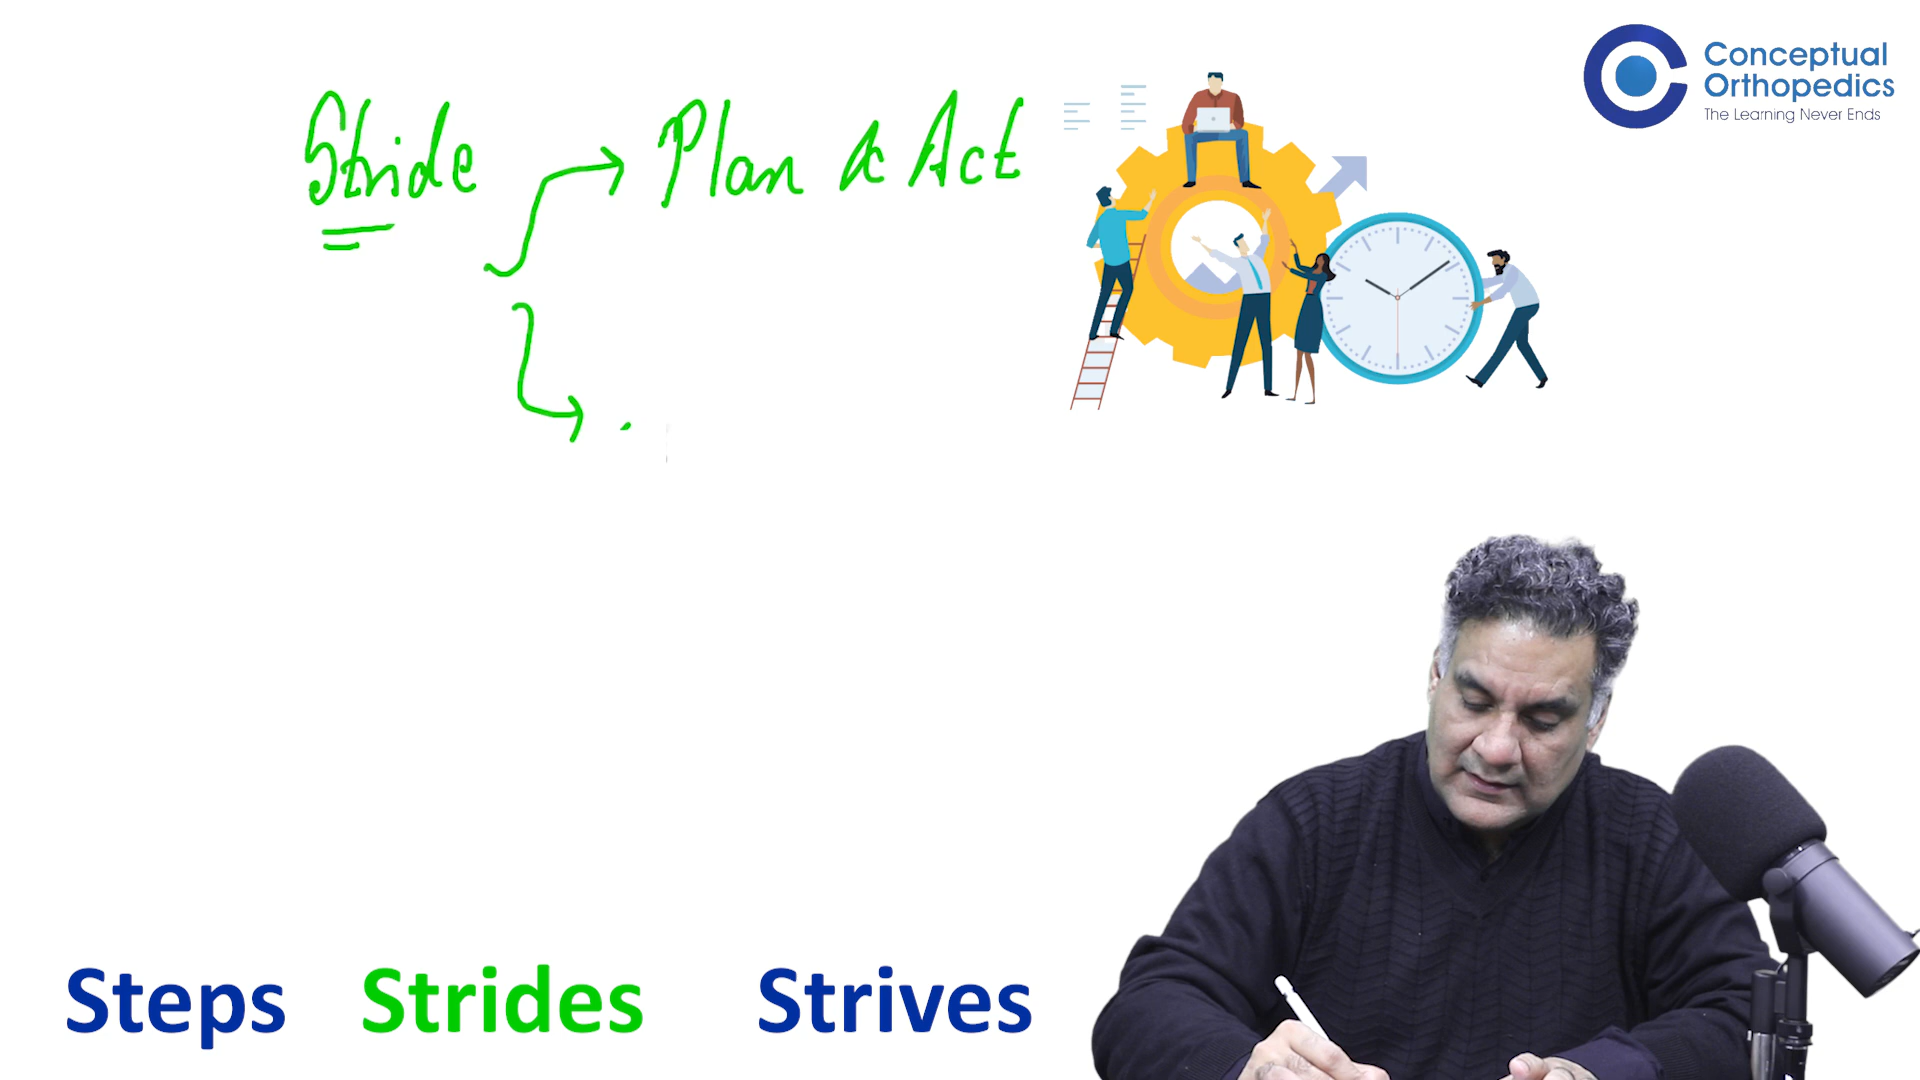 Conceptual
Orthopedics
The Learning Never Ends
Stride
Plan & Act
Steps Strides Strives